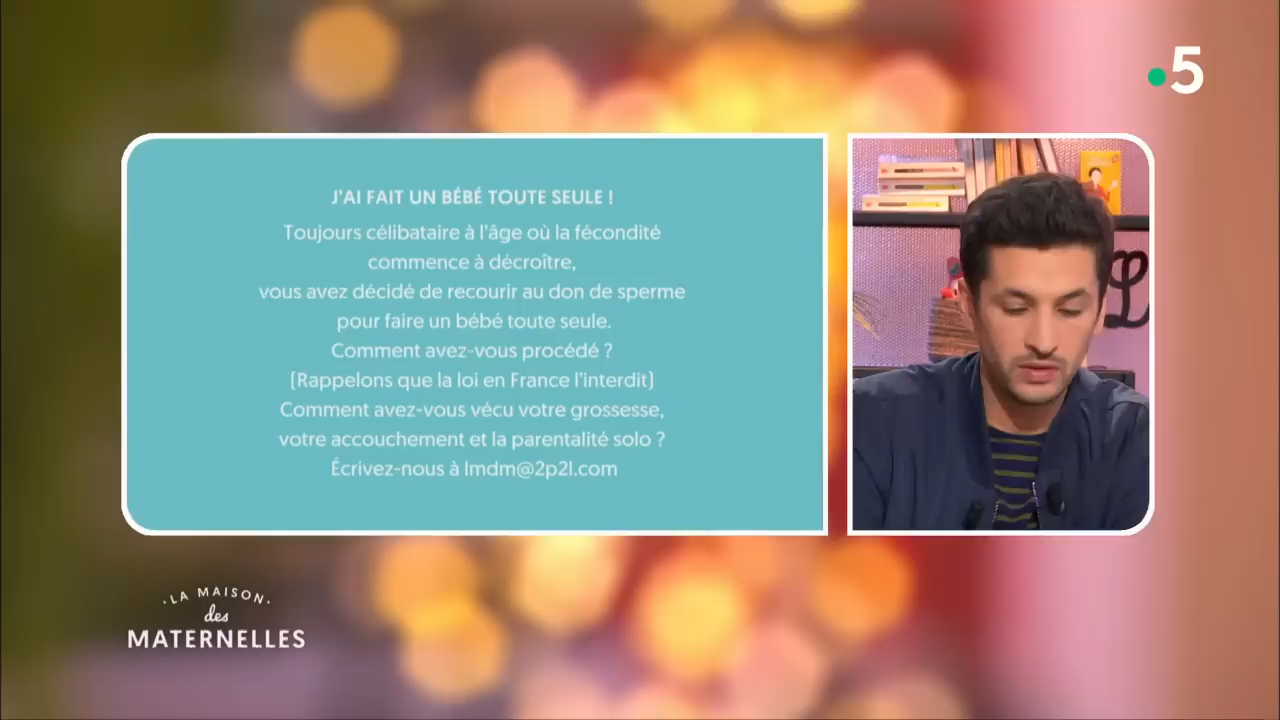 5
J'AI FAIT UN BÉBÉ TOUTE SEULE !
Toujours célibataire à l'âge où la fécondité
commence à décroître,
vous avez décidé de recourir au don de sperme
pour faire un bébé toute seule.
Comment avez-vous procédé ?
(Rappelons que la loi en France l'interdit)
Comment avez-vous vécu votre grossesse,
votre accouchement et la parentalité solo ?
Écrivez-nous à lmdm@2p2l.com
·LA MAISON·
des
MATERNELLES